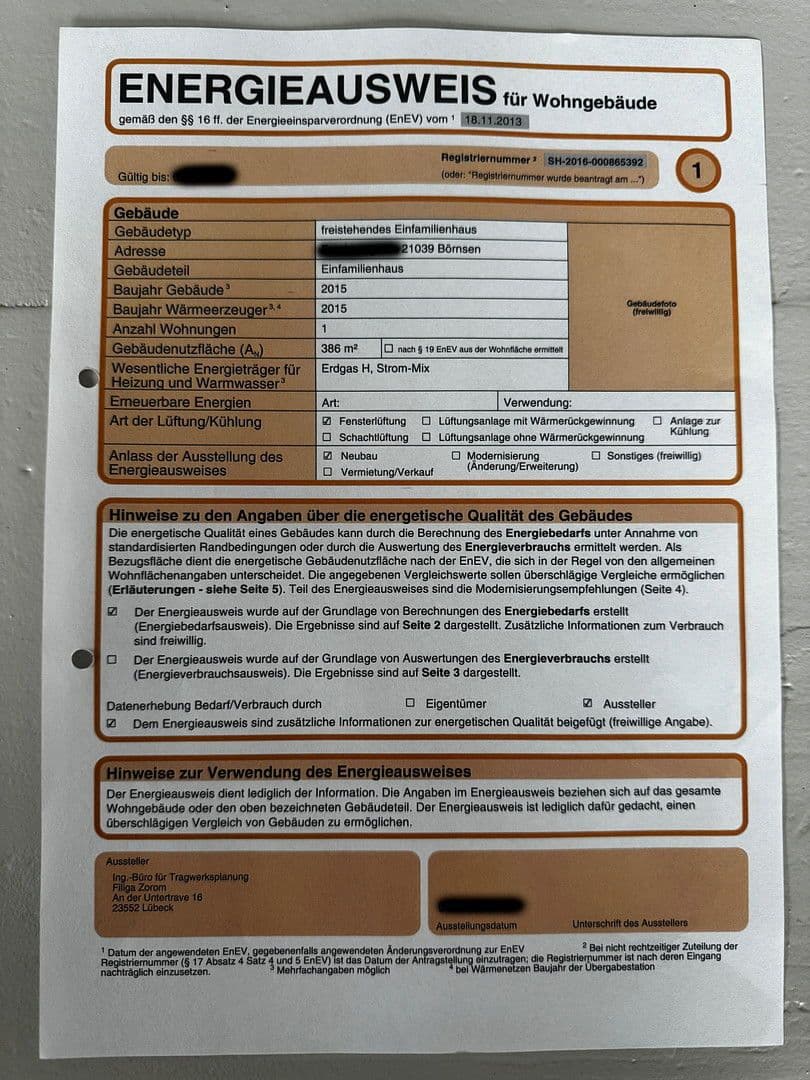 ENERGIEAUSWEIS für Wohngebäude
gemäß den §§ 16 ff. der Energieeinsparverordnung (EnEV) vom ¹ 18.11.2013
Gültig bis:
Registriernummer ² SH-2016-000865392
(oder: "Registriernummer wurde beantragt am ...")
1
Gebäude
Gebäudetyp freistehendes Einfamilienhaus
Adresse 21039 Börnsen
Gebäudeteil Einfamilienhaus
Baujahr Gebäude ³ 2015
Baujahr Wärmeerzeuger ³, ⁴ 2015
Anzahl Wohnungen 1
Gebäudenutzfläche (AN) 386 m² ☐ nach § 19 EnEV aus der Wohnfläche ermittelt
Gebäudefoto
(freiwillig)
Wesentliche Energieträger für
Heizung und Warmwasser ³ Erdgas H, Strom-Mix
Erneuerbare Energien Art: Verwendung:
Art der Lüftung/Kühlung ☑ Fensterlüftung ☐ Lüftungsanlage mit Wärmerückgewinnung ☐ Anlage zur
Kühlung
☐ Schachtlüftung ☐ Lüftungsanlage ohne Wärmerückgewinnung
Anlass der Ausstellung des
Energieausweises
☑ Neubau ☐ Modernisierung ☐ Sonstiges (freiwillig)
☐ Vermietung/Verkauf (Änderung/Erweiterung)
Hinweise zu den Angaben über die energetische Qualität des Gebäudes
Die energetische Qualität eines Gebäudes kann durch die Berechnung des Energiebedarfs unter Annahme von
standardisierten Randbedingungen oder durch die Auswertung des Energieverbrauchs ermittelt werden. Als
Bezugsfläche dient die energetische Gebäudenutzfläche nach der EnEV, die sich in der Regel von den allgemeinen
Wohnflächenangaben unterscheidet. Die angegebenen Vergleichswerte sollen überschlägige Vergleiche ermöglichen
(Erläuterungen - siehe Seite 5). Teil des Energieausweises sind die Modernisierungsempfehlungen (Seite 4).
☑ Der Energieausweis wurde auf der Grundlage von Berechnungen des Energiebedarfs erstellt
(Energiebedarfsausweis). Die Ergebnisse sind auf Seite 2 dargestellt. Zusätzliche Informationen zum Verbrauch
sind freiwillig.
☐ Der Energieausweis wurde auf der Grundlage von Auswertungen des Energieverbrauchs erstellt
(Energieverbrauchsausweis). Die Ergebnisse sind auf Seite 3 dargestellt.
Datenerhebung Bedarf/Verbrauch durch ☐ Eigentümer ☑ Aussteller
☑ Dem Energieausweis sind zusätzliche Informationen zur energetischen Qualität beigefügt (freiwillige Angabe).
Hinweise zur Verwendung des Energieausweises
Der Energieausweis dient lediglich der Information. Die Angaben im Energieausweis beziehen sich auf das gesamte
Wohngebäude oder den oben bezeichneten Gebäudeteil. Der Energieausweis ist lediglich dafür gedacht, einen
überschlägigen Vergleich von Gebäuden zu ermöglichen.
Aussteller
Ing.-Büro für Tragwerksplanung
Filiga Zorom
An der Untertrave 16
23552 Lübeck
Ausstellungsdatum Unterschrift des Ausstellers
¹ Datum der angewendeten EnEV, gegebenenfalls angewendeten Änderungsverordnung zur EnEV ² Bei nicht rechtzeitiger Zuteilung der
Registriernummer (§ 17 Absatz 4 Satz 4 und 5 EnEV) ist das Datum der Antragstellung einzutragen; die Registriernummer ist nach deren Eingang
nachträglich einzusetzen. ³ Mehrfachangaben möglich ⁴ bei Wärmenetzen Baujahr der Übergabestation